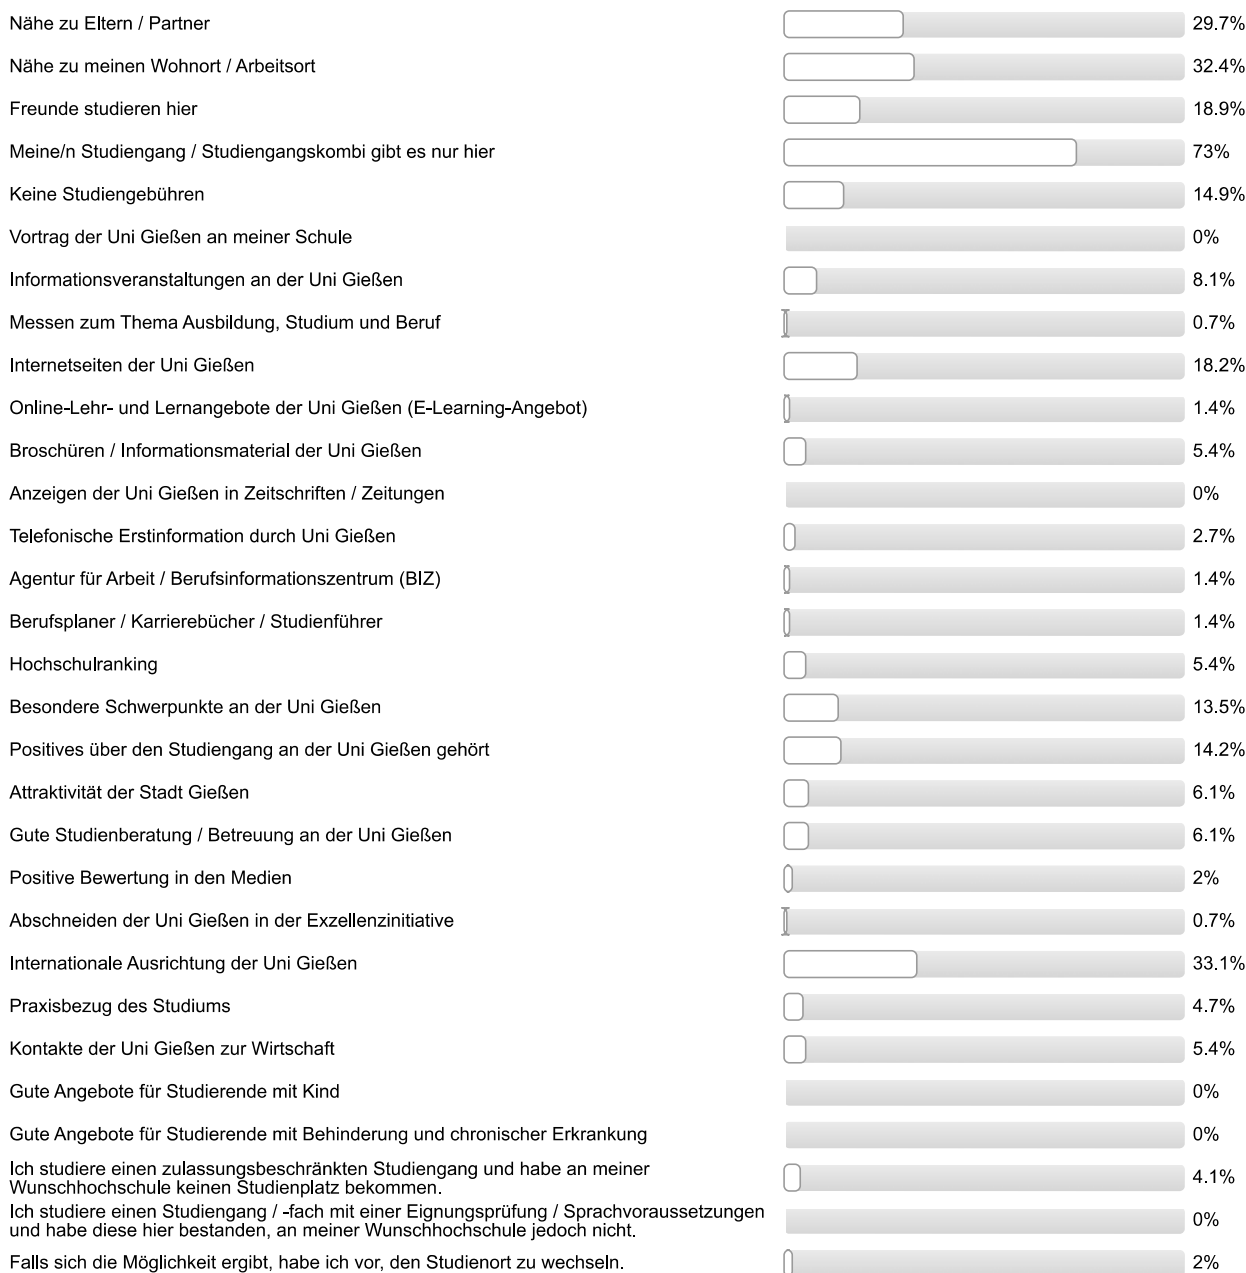 Nähe zu Eltern / Partner 29.7%
Nähe zu meinen Wohnort / Arbeitsort 32.4%
Freunde studieren hier 18.9%
Meine/n Studiengang / Studiengangskombi gibt es nur hier 73%
Keine Studiengebühren 14.9%
Vortrag der Uni Gießen an meiner Schule 0%
Informationsveranstaltungen an der Uni Gießen 8.1%
Messen zum Thema Ausbildung, Studium und Beruf 0.7%
Internetseiten der Uni Gießen 18.2%
Online-Lehr- und Lernangebote der Uni Gießen (E-Learning-Angebot) 1.4%
Broschüren / Informationsmaterial der Uni Gießen 5.4%
Anzeigen der Uni Gießen in Zeitschriften / Zeitungen 0%
Telefonische Erstinformation durch Uni Gießen 2.7%
Agentur für Arbeit / Berufsinformationszentrum (BIZ) 1.4%
Berufsplaner / Karrierebücher / Studienführer 1.4%
Hochschulranking 5.4%
Besondere Schwerpunkte an der Uni Gießen 13.5%
Positives über den Studiengang an der Uni Gießen gehört 14.2%
Attraktivität der Stadt Gießen 6.1%
Gute Studienberatung / Betreuung an der Uni Gießen 6.1%
Positive Bewertung in den Medien 2%
Abschneiden der Uni Gießen in der Exzellenzinitiative 0.7%
Internationale Ausrichtung der Uni Gießen 33.1%
Praxisbezug des Studiums 4.7%
Kontakte der Uni Gießen zur Wirtschaft 5.4%
Gute Angebote für Studierende mit Kind 0%
Gute Angebote für Studierende mit Behinderung und chronischer Erkrankung 0%
Ich studiere einen zulassungsbeschränkten Studiengang und habe an meiner
Wunschhochschule keinen Studienplatz bekommen. 4.1%
Ich studiere einen Studiengang / -fach mit einer Eignungsprüfung / Sprachvoraussetzungen
und habe diese hier bestanden, an meiner Wunschhochschule jedoch nicht. 0%
Falls sich die Möglichkeit ergibt, habe ich vor, den Studienort zu wechseln. 2%